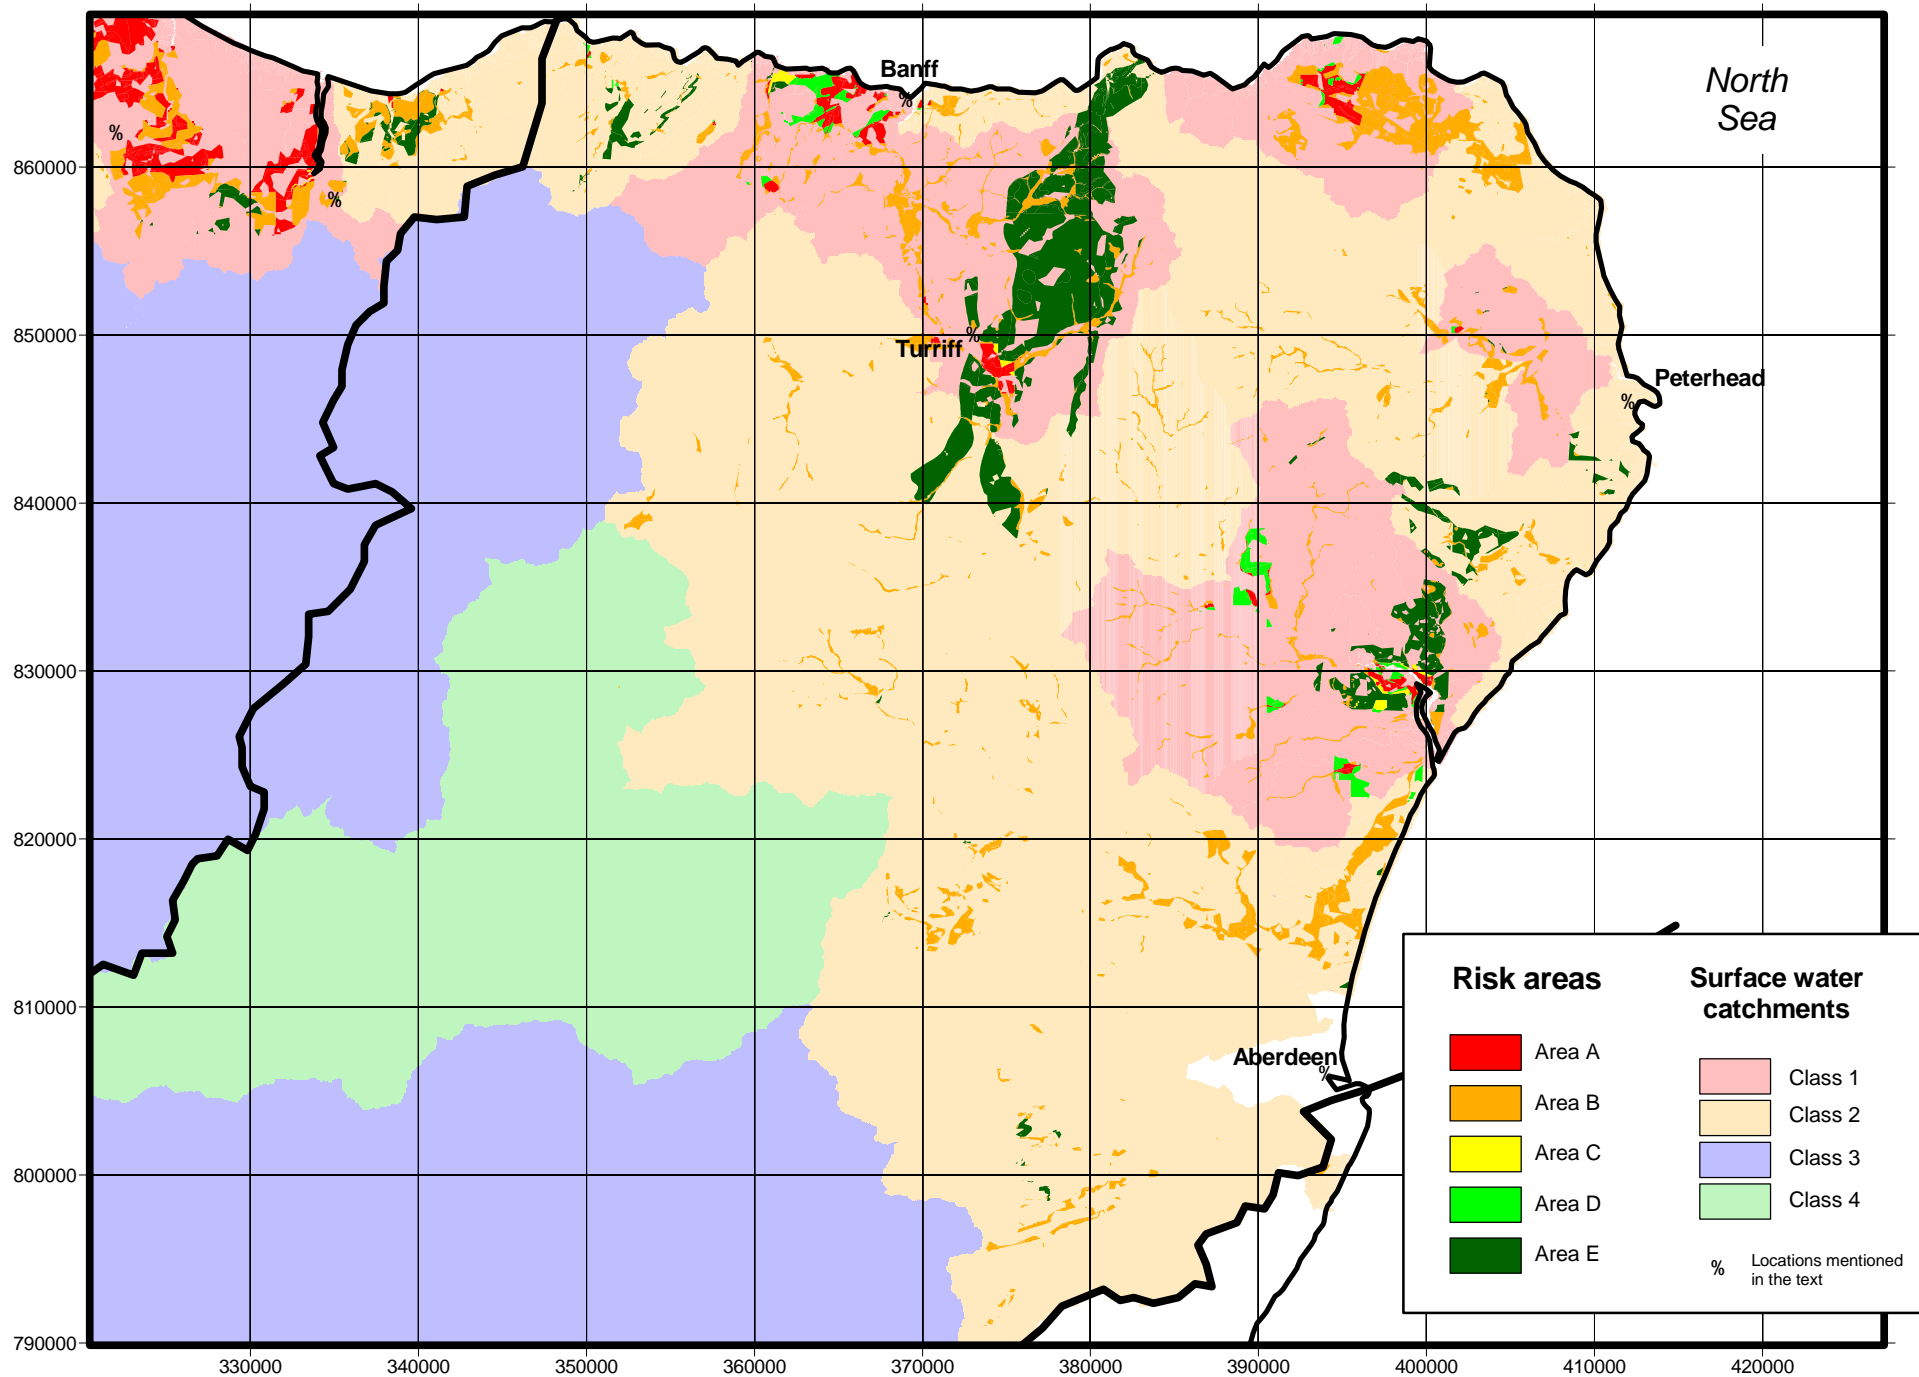 North
Sea
Banff
%
%
860000
%
%
850000
Turriff
Peterhead
%
840000
830000
820000
810000
Aberdeen
%
800000
790000
330000 340000 350000 360000 370000 380000 390000 400000 410000 420000
Risk areas
Area A
Area B
Area C
Area D
Area E
Surface water
catchments
Class 1
Class 2
Class 3
Class 4
% Locations mentioned
in the text